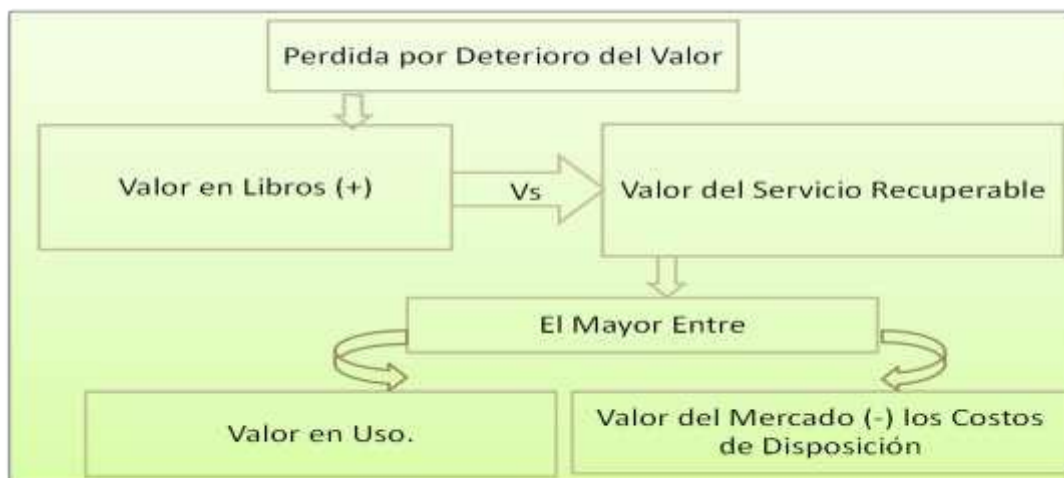 Perdida por Deterioro del Valor
Valor en Libros (+)
Vs
Valor del Servicio Recuperable
El Mayor Entre
Valor en Uso.
Valor del Mercado (-) los Costos
de Disposición